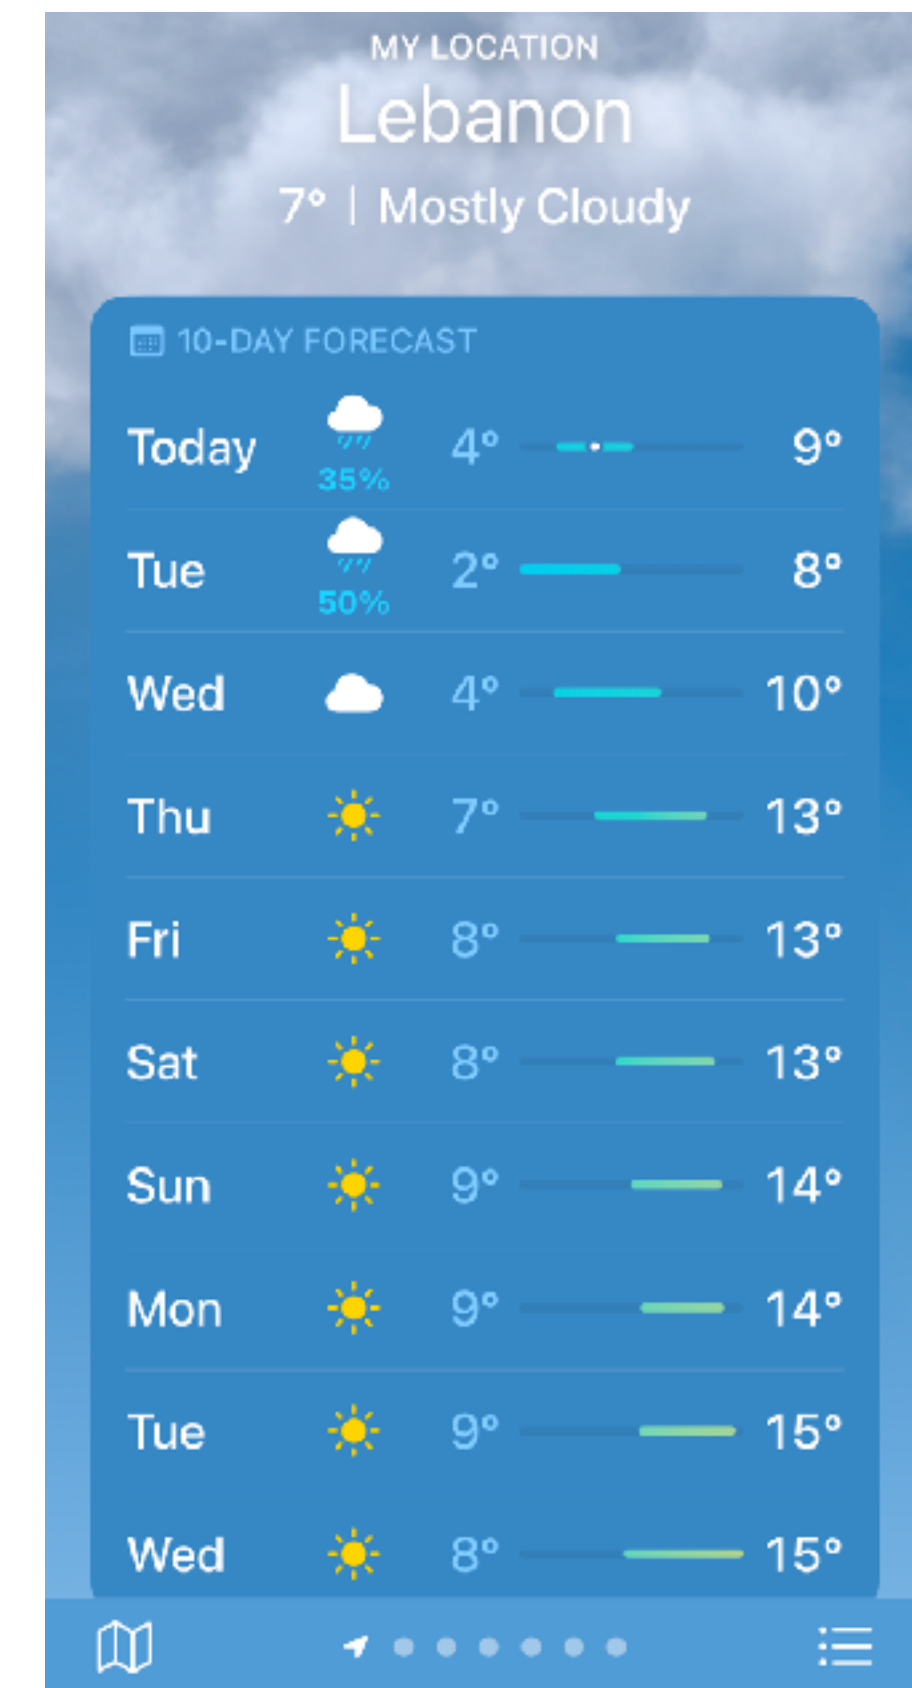 MY LOCATION
Lebanon
7° | Mostly Cloudy
10-DAY FORECAST
Today 35% 4° 9°
Tue 50% 2° 8°
Wed 4° 10°
Thu 7° 13°
Fri 8° 13°
Sat 8° 13°
Sun 9° 14°
Mon 9° 14°
Tue 9° 15°
Wed 8° 15°